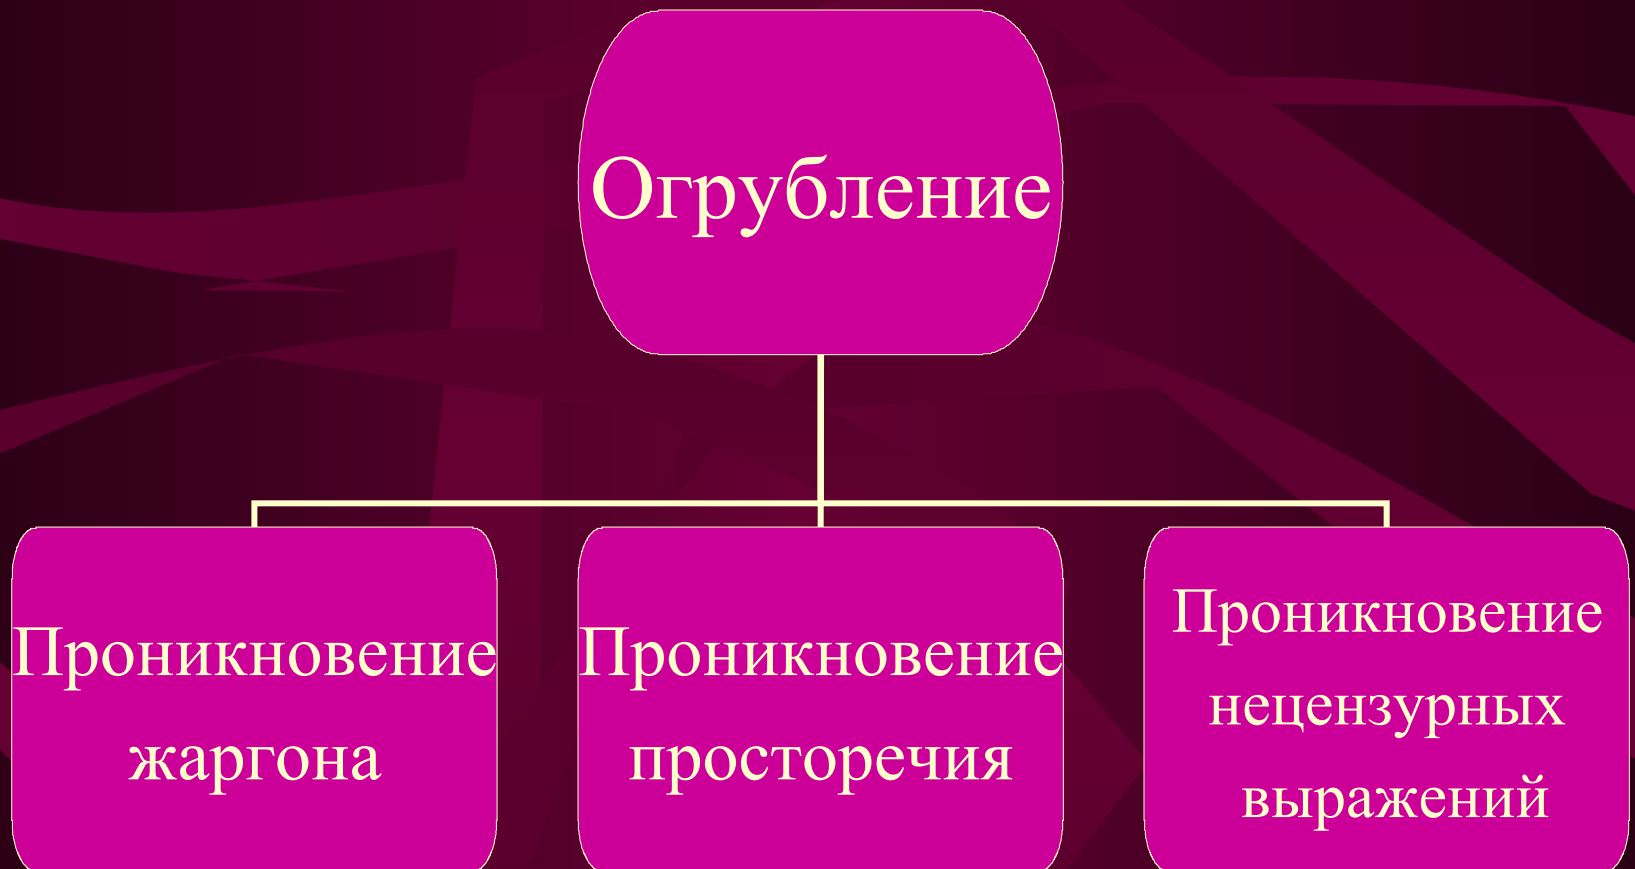 Огрубление
Проникновение
жаргона
Проникновение
просторечия
Проникновение
нецензурных
выражений